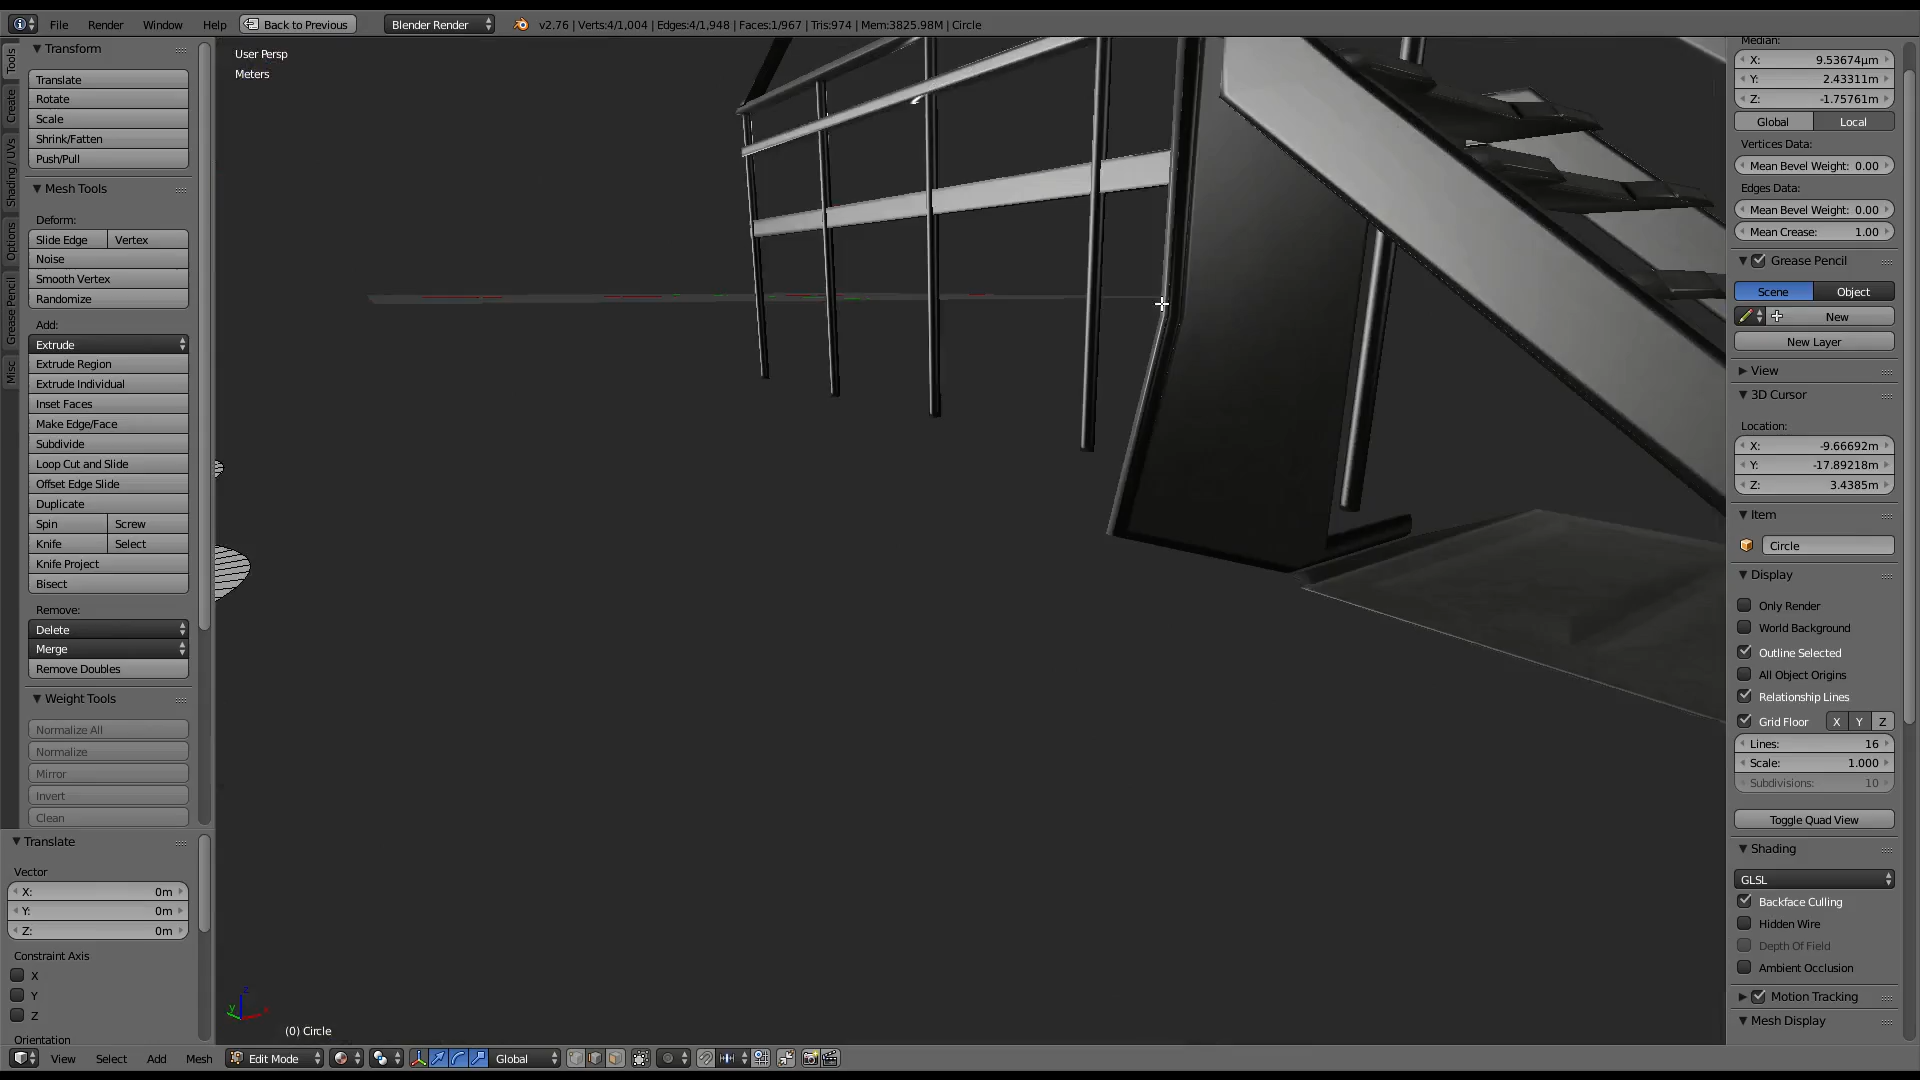 File Render Window Help Back to Previous Blender Render v2.76 | Verts:4/1,004 | Edges:4/1,948 | Faces:1/967 | Tris:974 | Mem:3825.98M | Circle
Tools
Create
Shading / UVs
Options
Grease Pencil
Misc
Transform
Translate
Rotate
Scale
Shrink/Fatten
Push/Pull
Mesh Tools
Deform:
Slide Edge Vertex
Noise
Smooth Vertex
Randomize
Add:
Extrude
Extrude Region
Extrude Individual
Inset Faces
Make Edge/Face
Subdivide
Loop Cut and Slide
Offset Edge Slide
Duplicate
Spin Screw
Knife Select
Knife Project
Bisect
Remove:
Delete
Merge
Remove Doubles
Weight Tools
Normalize All
Normalize
Mirror
Invert
Clean
Translate
Vector
X: 0m
Y: 0m
Z: 0m
Constraint Axis
X
Y
Z
Orientation
User Persp
Meters
z
y
x
(0) Circle
Median:
X: 9.53674µm
Y: 2.43311m
Z: -1.75761m
Global Local
Vertices Data:
Mean Bevel Weight: 0.00
Edges Data:
Mean Bevel Weight: 0.00
Mean Crease: 1.00
Grease Pencil
Scene Object
New
New Layer
View
3D Cursor
Location:
X: -9.66692m
Y: -17.89218m
Z: 3.4385m
Item
Circle
Display
Only Render
World Background
Outline Selected
All Object Origins
Relationship Lines
Grid Floor X Y Z
Lines: 16
Scale: 1.000
Subdivisions: 10
Toggle Quad View
Shading
GLSL
Backface Culling
Hidden Wire
Depth Of Field
Ambient Occlusion
Motion Tracking
Mesh Display
View Select Add Mesh Edit Mode Global